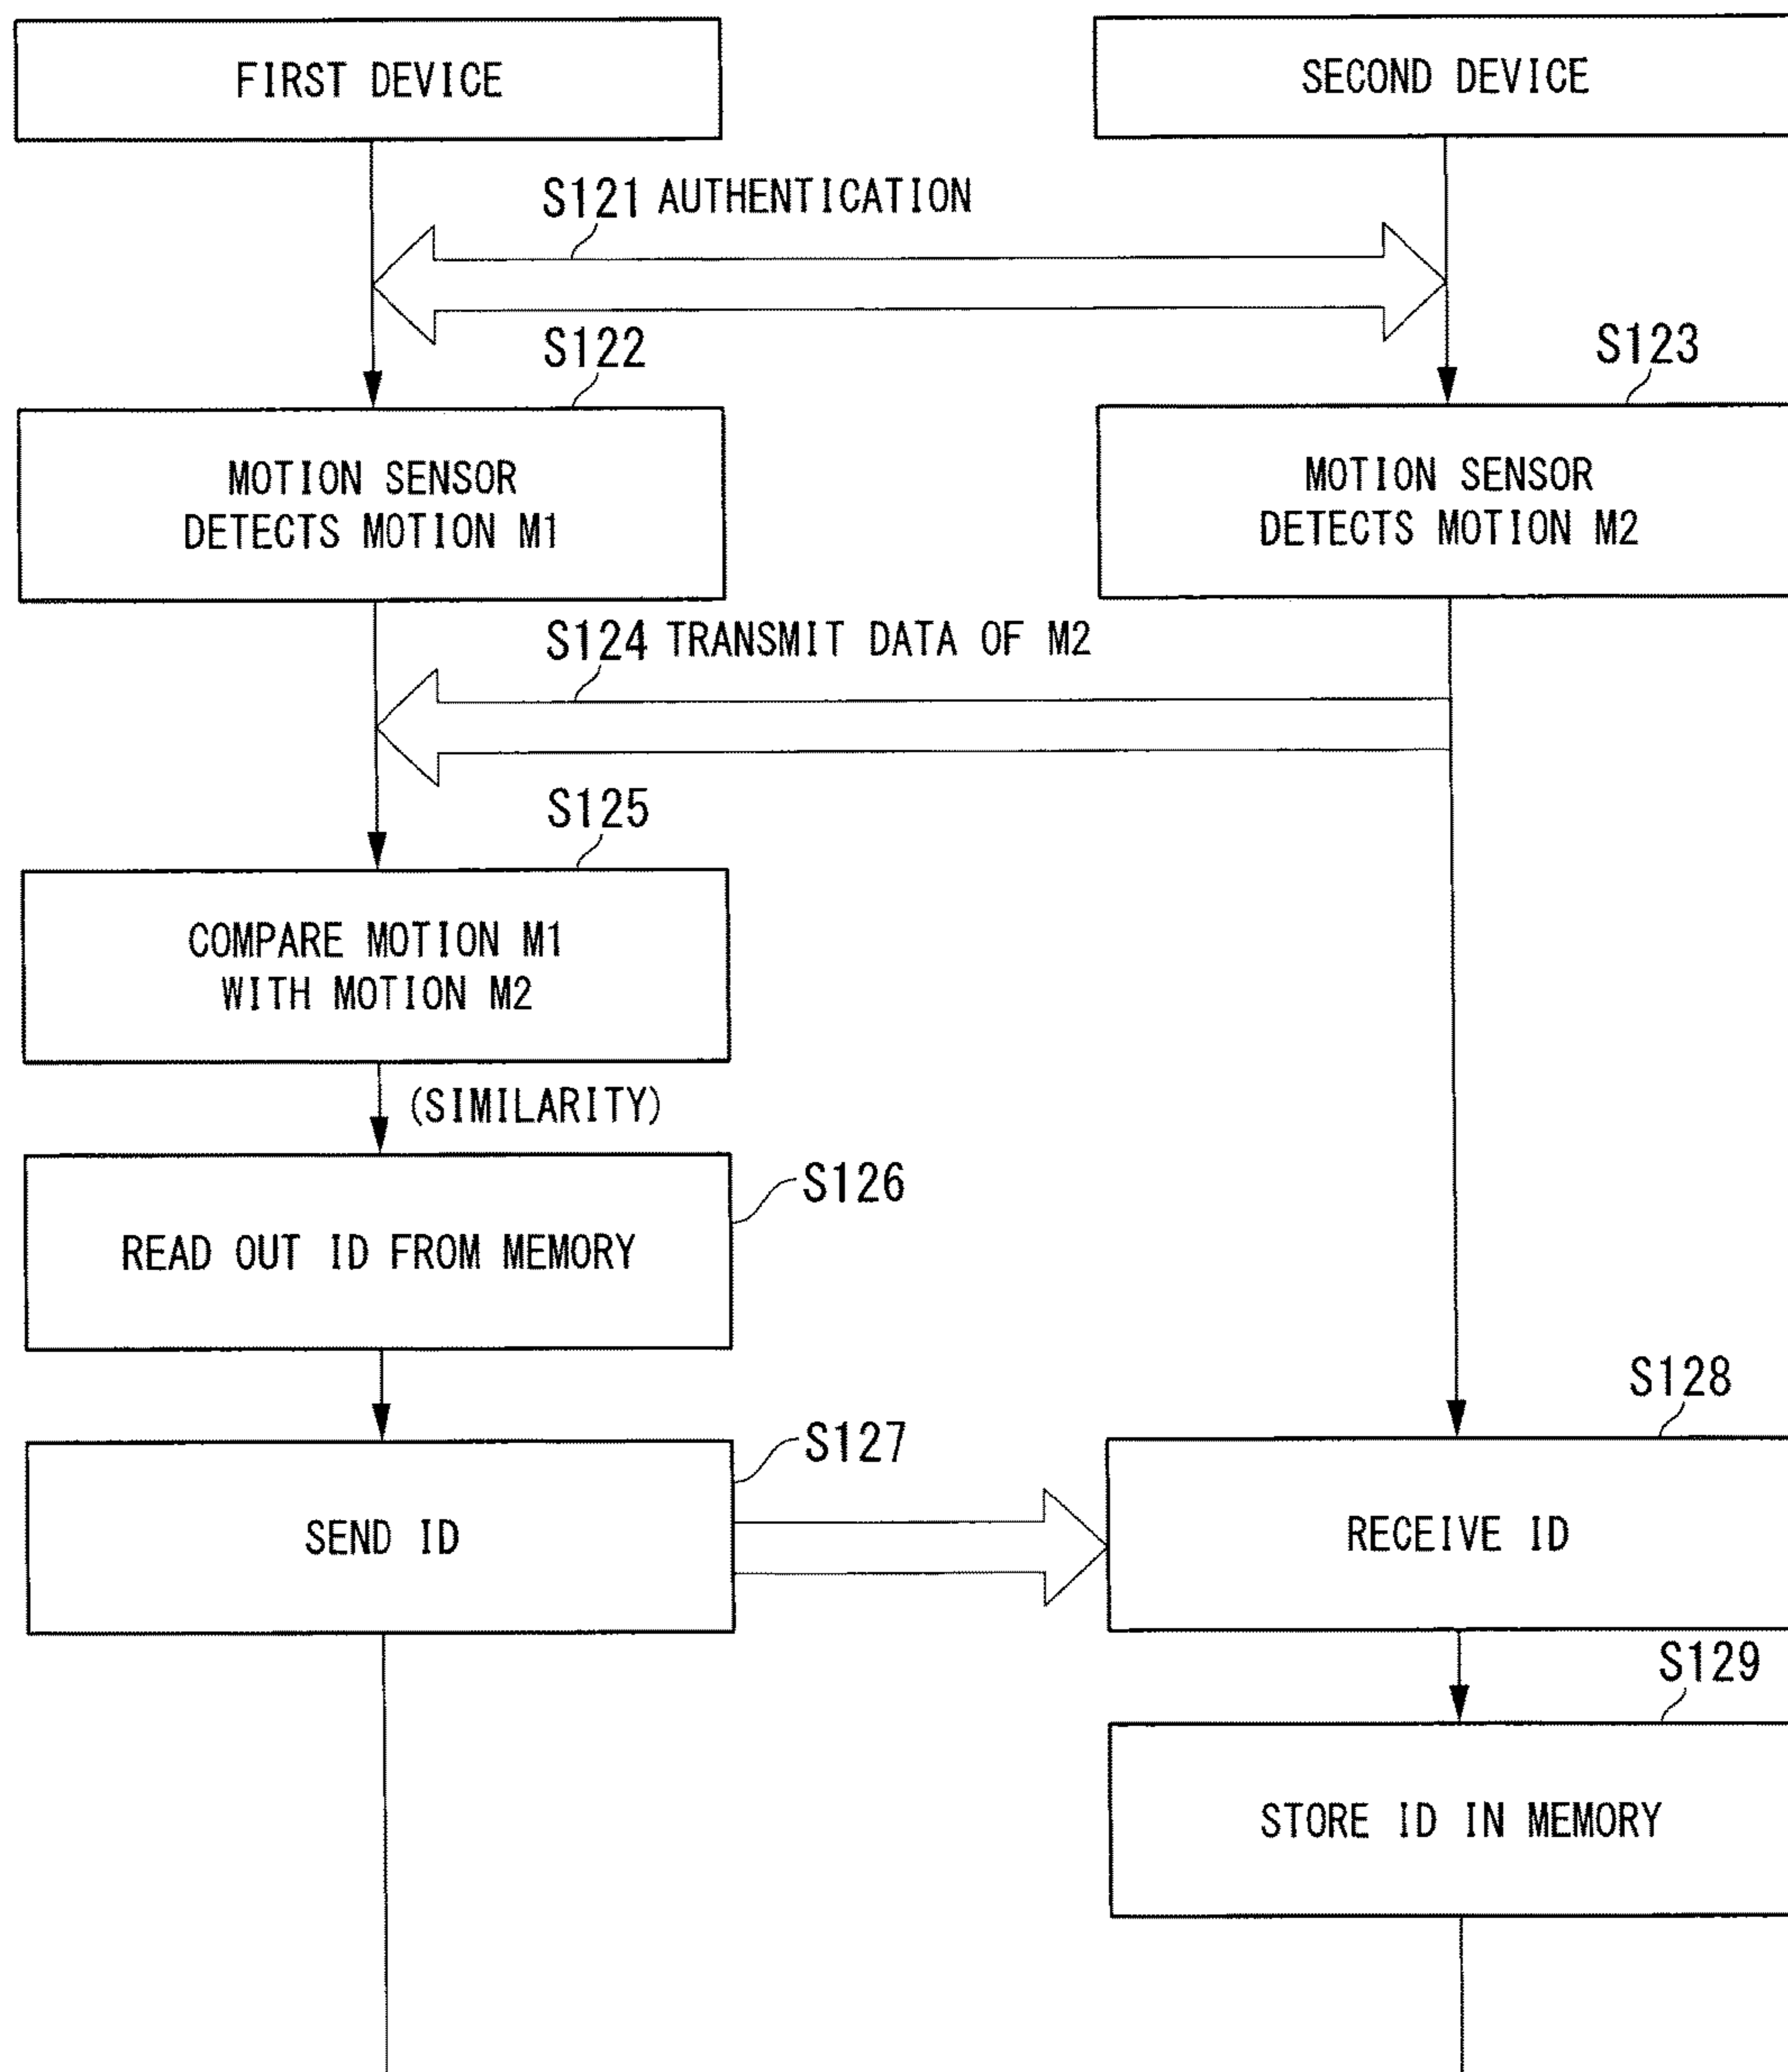 FIRST DEVICE
SECOND DEVICE
S121 AUTHENTICATION
S122
S123
MOTION SENSOR
DETECTS MOTION M1
MOTION SENSOR
DETECTS MOTION M2
S124 TRANSMIT DATA OF M2
S125
COMPARE MOTION M1
WITH MOTION M2
(SIMILARITY)
S126
READ OUT ID FROM MEMORY
S128
S127
SEND ID
RECEIVE ID
S129
STORE ID IN MEMORY